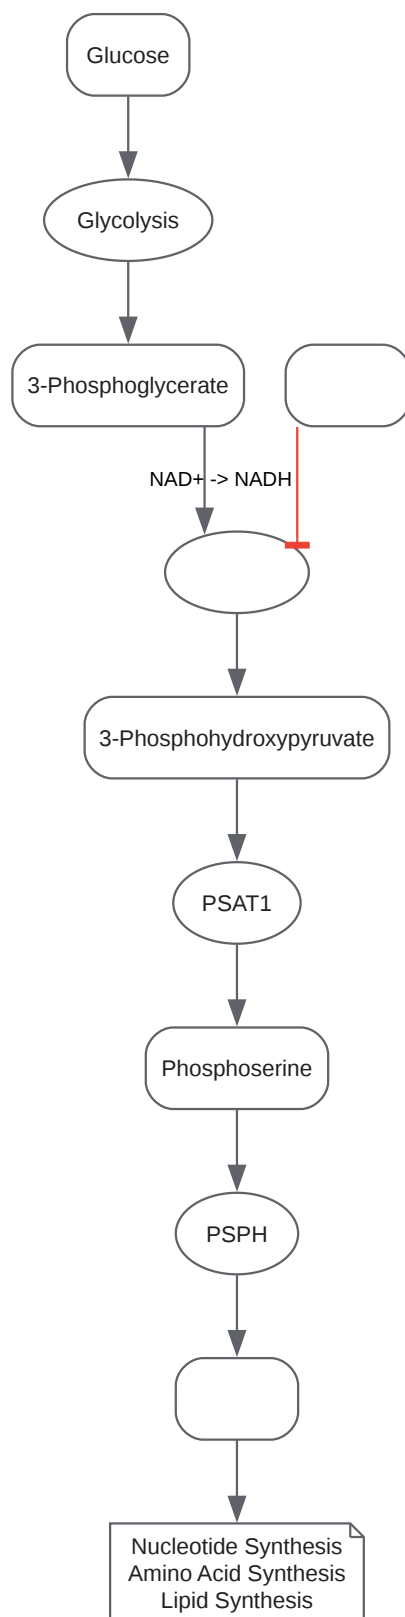 Glucose
Glycolysis
3-Phosphoglycerate
NAD+ -> NADH
3-Phosphohydroxypyruvate
PSAT1
Phosphoserine
PSPH
Nucleotide Synthesis
Amino Acid Synthesis
Lipid Synthesis